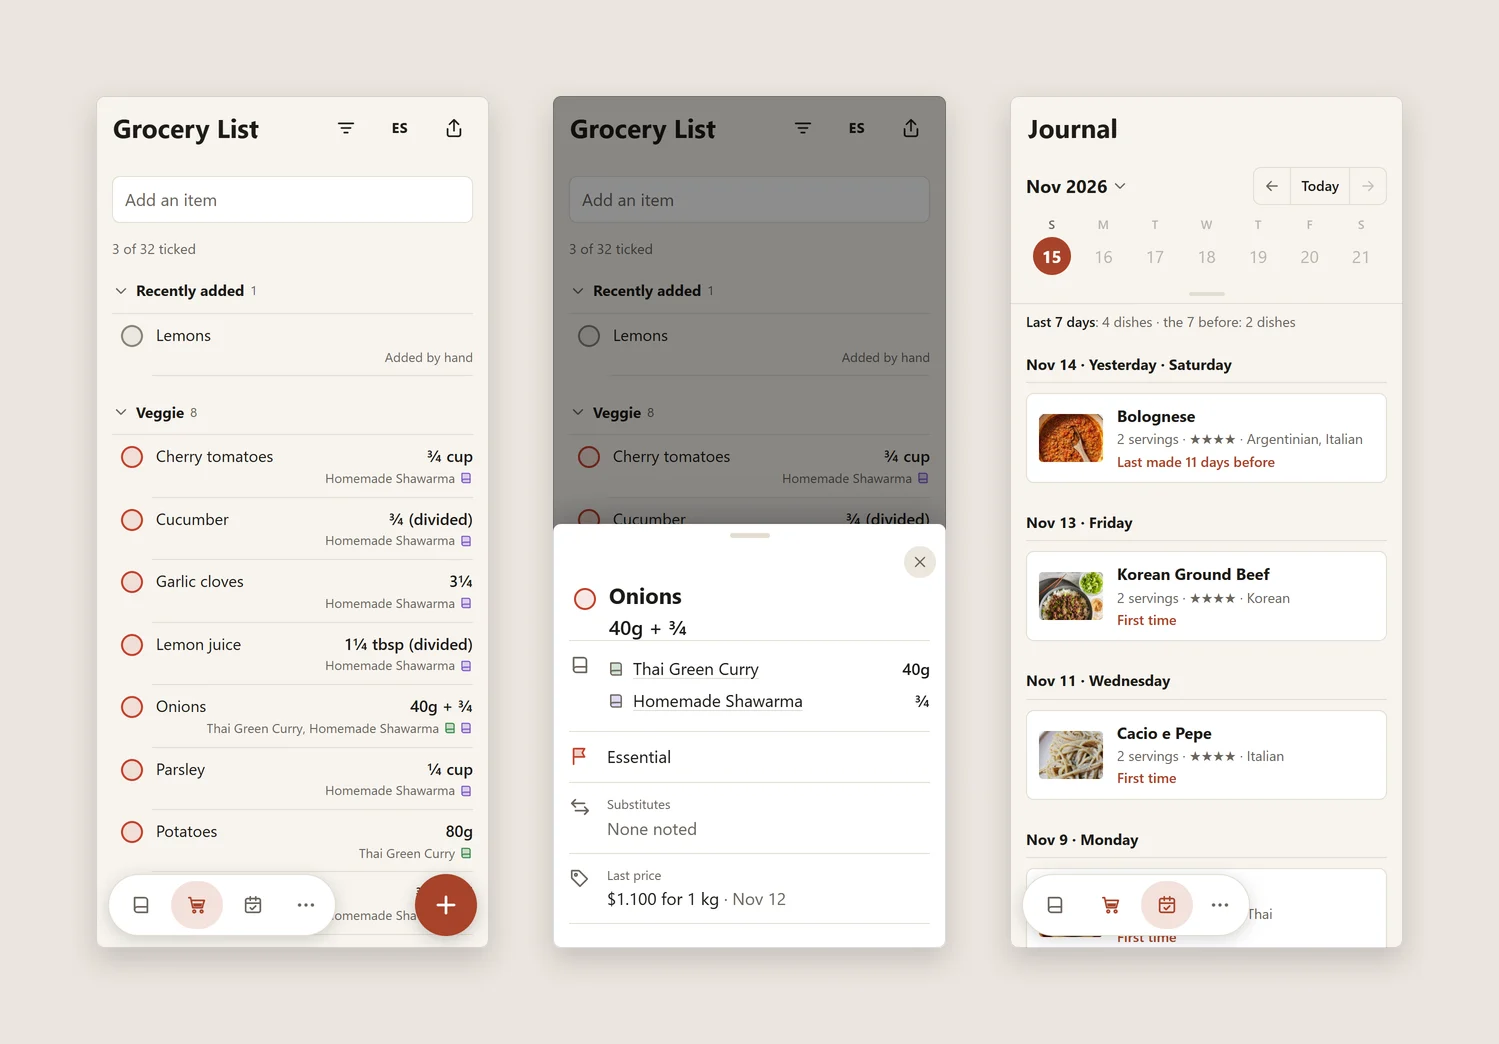 Grocery List
ES
Add an item
3 of 32 ticked
Recently added 1
Lemons
Added by hand
Veggie 8
Cherry tomatoes ¾ cup
Homemade Shawarma
Cucumber ¾ (divided)
Homemade Shawarma
Garlic cloves 3¼
Homemade Shawarma
Lemon juice 1¼ tbsp (divided)
Homemade Shawarma
Onions 40g + ¾
Thai Green Curry, Homemade Shawarma
Parsley ¼ cup
Homemade Shawarma
Potatoes 80g
Thai Green Curry
Grocery List
ES
Add an item
3 of 32 ticked
Recently added 1
Lemons
Added by hand
Veggie 8
Cherry tomatoes ¾ cup
Homemade Shawarma
Cucumber ¾ (divided)
Onions
40g + ¾
Thai Green Curry 40g
Homemade Shawarma ¾
Essential
Substitutes
None noted
Last price
$1.100 for 1 kg · Nov 12
Journal
Nov 2026 Today
S M T W T F S
15 16 17 18 19 20 21
Last 7 days: 4 dishes · the 7 before: 2 dishes
Nov 14 · Yesterday · Saturday
Bolognese
2 servings · ★★★★ · Argentinian, Italian
Last made 11 days before
Nov 13 · Friday
Korean Ground Beef
2 servings · ★★★★ · Korean
First time
Nov 11 · Wednesday
Cacio e Pepe
2 servings · ★★★★ · Italian
First time
Nov 9 · Monday
Thai
First time